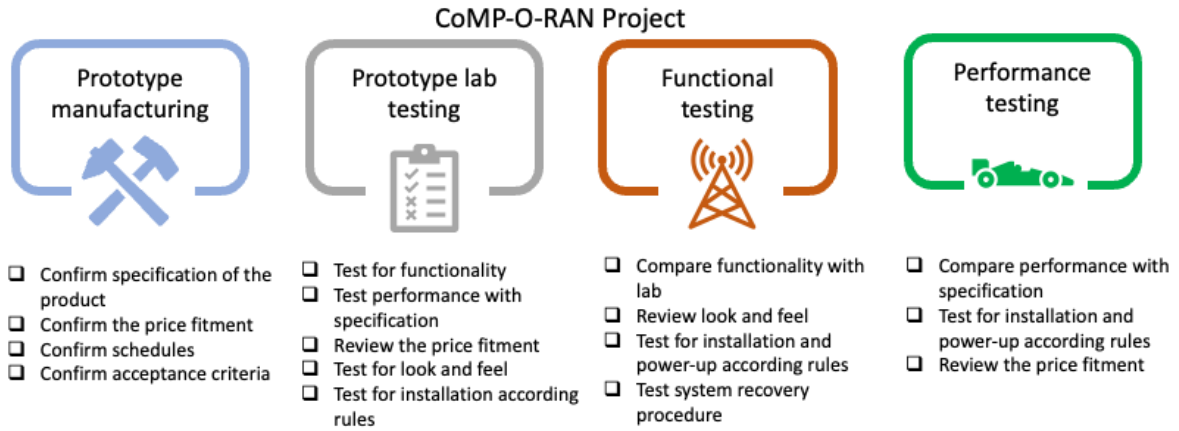 CoMP-O-RAN Project
Prototype
manufacturing
Confirm specification of the
product
Confirm the price fitment
Confirm schedules
Confirm acceptance criteria
Prototype lab
testing
Test for functionality
Test performance with
specification
Review the price fitment
Test for look and feel
Test for installation according
rules
Functional
testing
Compare functionality with
lab
Review look and feel
Test for installation and
power-up according rules
Test system recovery
procedure
Performance
testing
Compare performance with
specification
Test for installation and
power-up according rules
Review the price fitment